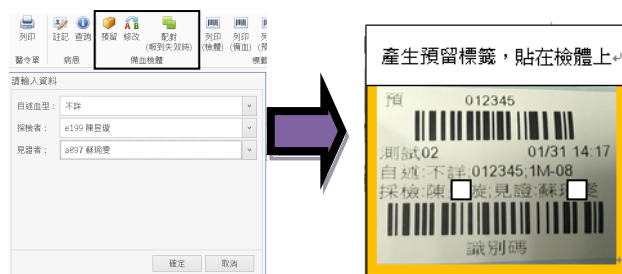 列印 註記 查詢 預留 修改 配對 列印 列印 列印
(報到失效時) (檢體) (備血)
醫令單 病患 備血檢體 標籤
請輸入資料
自述血型： 不詳
採檢者： e199 陳昱璇
見證者： a897 蘇琬雯
確定 取消
產生預留標籤，貼在檢體上
預 012345
測試02 01/31 14:17
自述:不詳;012345;1M-08
採檢:陳 旋;見證:蘇 雯
識別碼